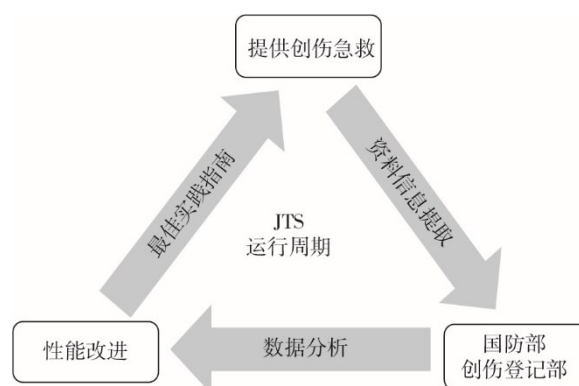 提供创伤急救
最佳实践指南
资料信息提取
JTS
运行周期
性能改进
数据分析
国防部
创伤登记部